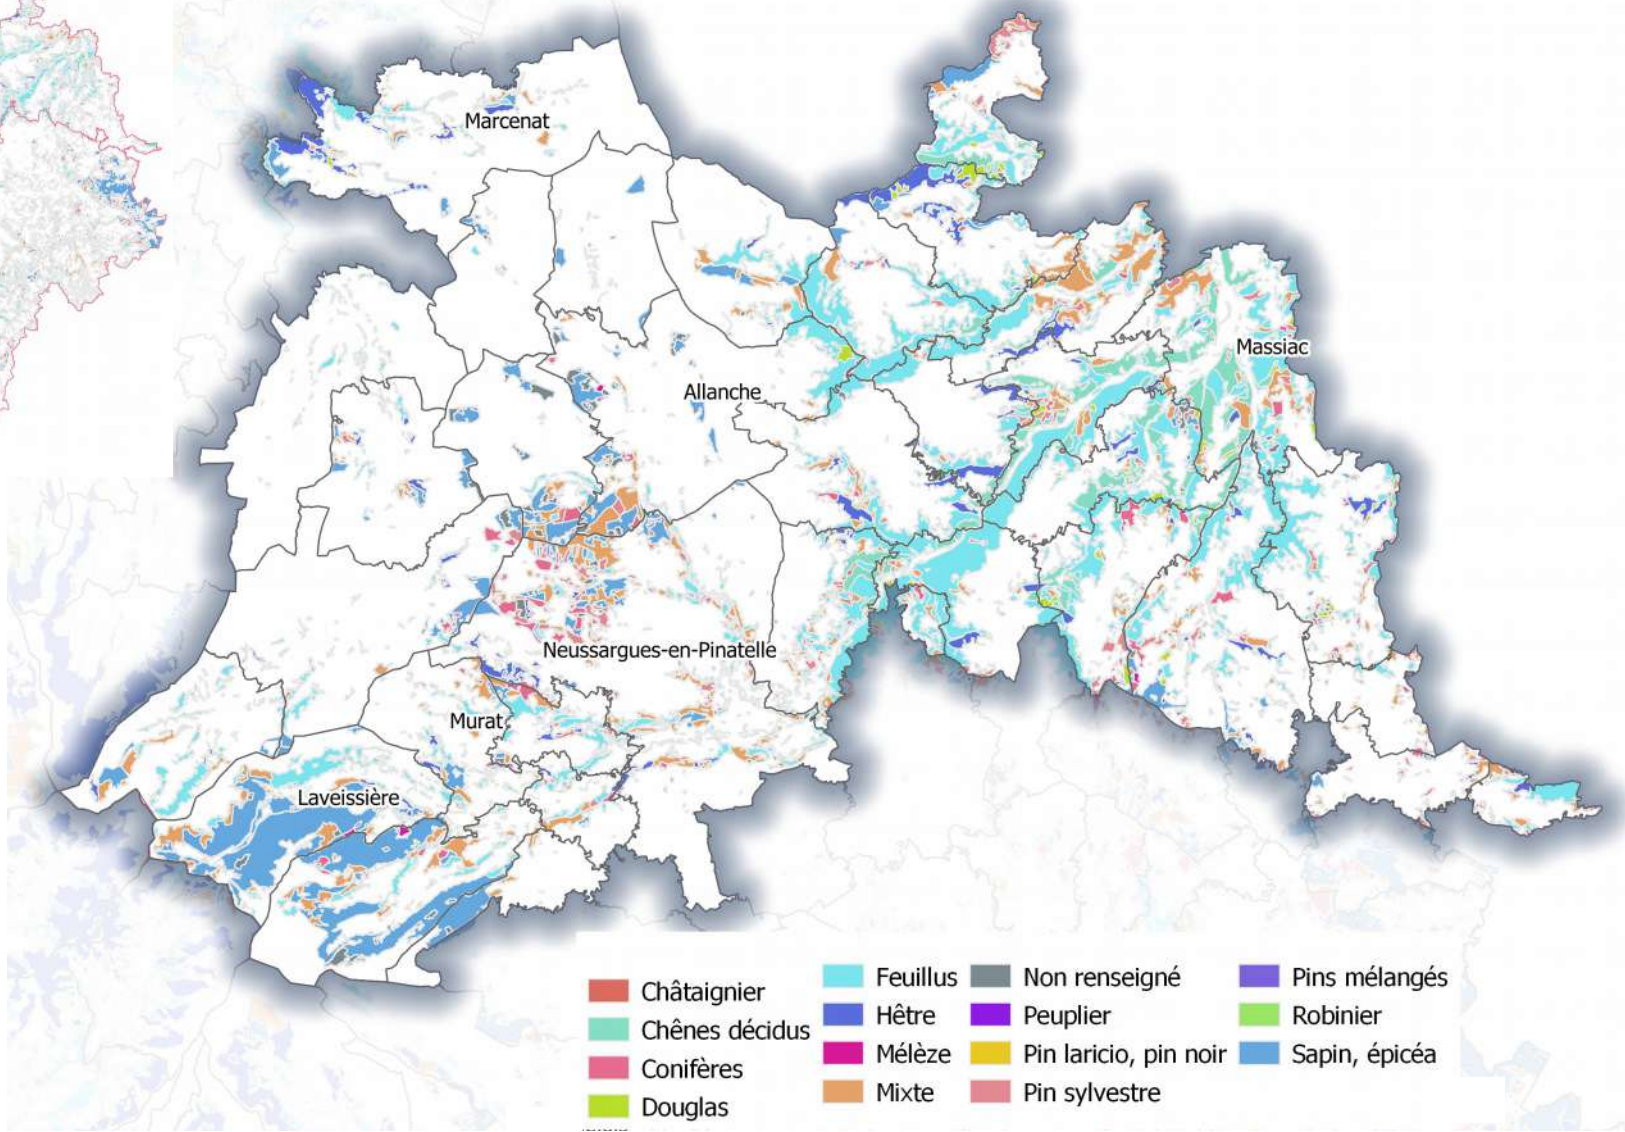 Marcenat
Massiac
Allanche
Neussargues-en-Pinatelle
Murat
Laveissière
Châtaignier
Chênes décidus
Conifères
Douglas
Feuillus
Hêtre
Mélèze
Mixte
Non renseigné
Peuplier
Pin laricio, pin noir
Pin sylvestre
Pins mélangés
Robinier
Sapin, épicéa